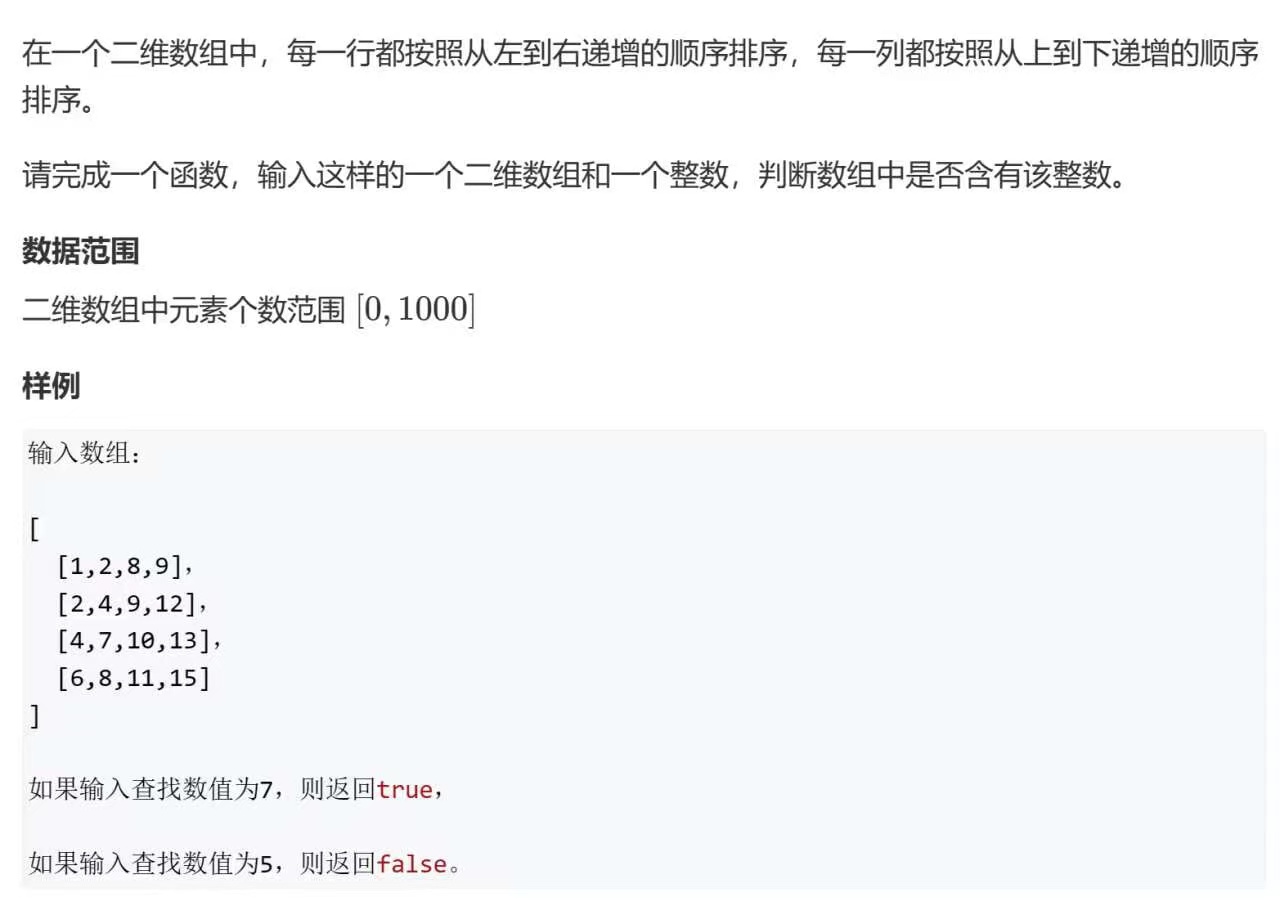 在一个二维数组中，每一行都按照从左到右递增的顺序排序，每一列都按照从上到下递增的顺序
排序。
请完成一个函数，输入这样的一个二维数组和一个整数，判断数组中是否含有该整数。
数据范围
二维数组中元素个数范围 [0, 1000]
样例
输入数组：
[
  [1,2,8,9]，
  [2,4,9,12]，
  [4,7,10,13]，
  [6,8,11,15]
]
如果输入查找数值为7，则返回true，
如果输入查找数值为5，则返回false。